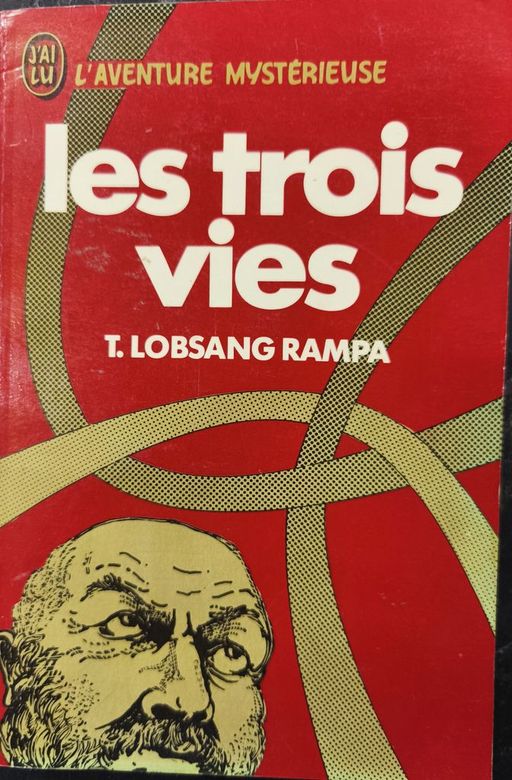 J'AI
LU
L'AVENTURE MYSTÉRIEUSE
les trois
vies
T. LOBSANG RAMPA